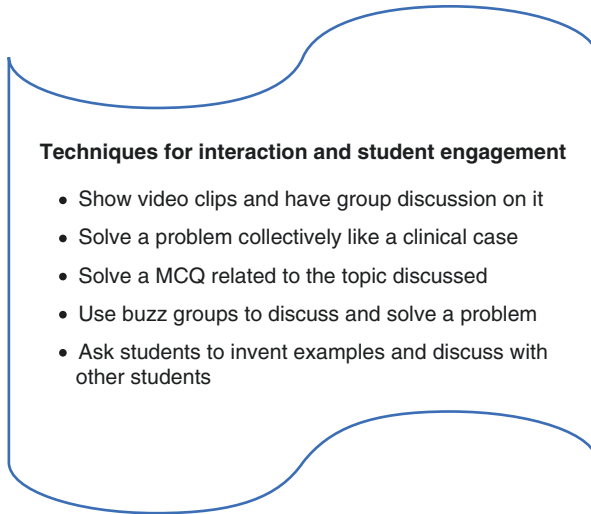 Techniques for interaction and student engagement
• Show video clips and have group discussion on it
• Solve a problem collectively like a clinical case
• Solve a MCQ related to the topic discussed
• Use buzz groups to discuss and solve a problem
• Ask students to invent examples and discuss with
other students